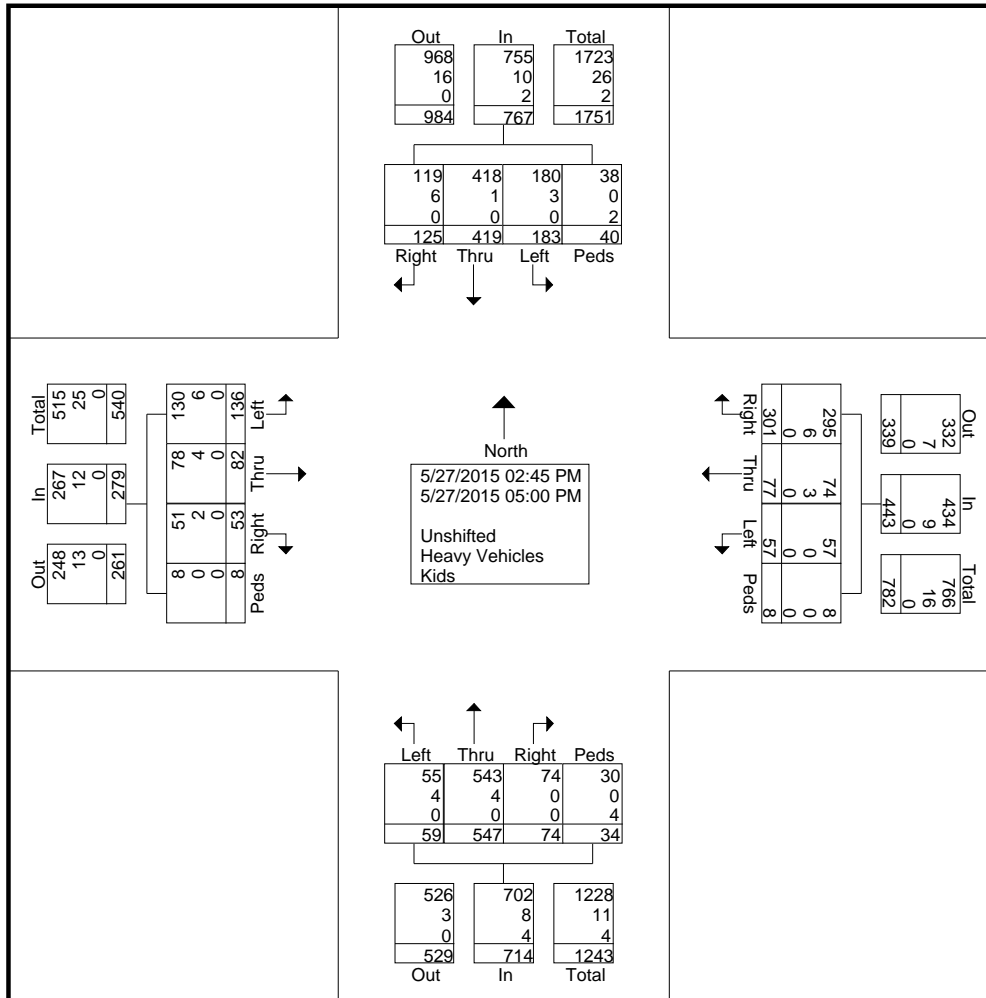 Out In Total
968 755 1723
16 10 26
0 2 2
984 767 1751
119 418 180 38
6 1 3 0
0 0 0 2
125 419 183 40
Right Thru Left Peds
Total
515
25
0
540
In
267
12
0
279
Out
248
13
0
261
130
6
0
136
Left
78
4
0
82
Thru
51
2
0
53
Right
8
0
0
8
Peds
North
5/27/2015 02:45 PM
5/27/2015 05:00 PM
Unshifted
Heavy Vehicles
Kids
Right
295
6
0
301
Thru
74
3
0
77
Left
57
0
0
57
Peds
8
0
0
8
Out
332
7
0
339
In
434
9
0
443
Total
766
16
0
782
Left Thru Right Peds
55 543 74 30
4 4 0 0
0 0 0 4
59 547 74 34
526 702 1228
3 8 11
0 4 4
529 714 1243
Out In Total